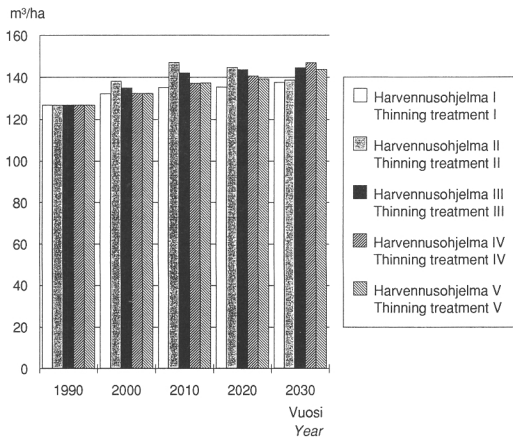 m³/ha
160
140
120
100
80
60
40
20
0
1990 2000 2010 2020 2030
Vuosi
Year
Harvennusohjelma I
Thinning treatment I
Harvennusohjelma II
Thinning treatment II
Harvennusohjelma III
Thinning treatment III
Harvennusohjelma IV
Thinning treatment IV
Harvennusohjelma V
Thinning treatment V